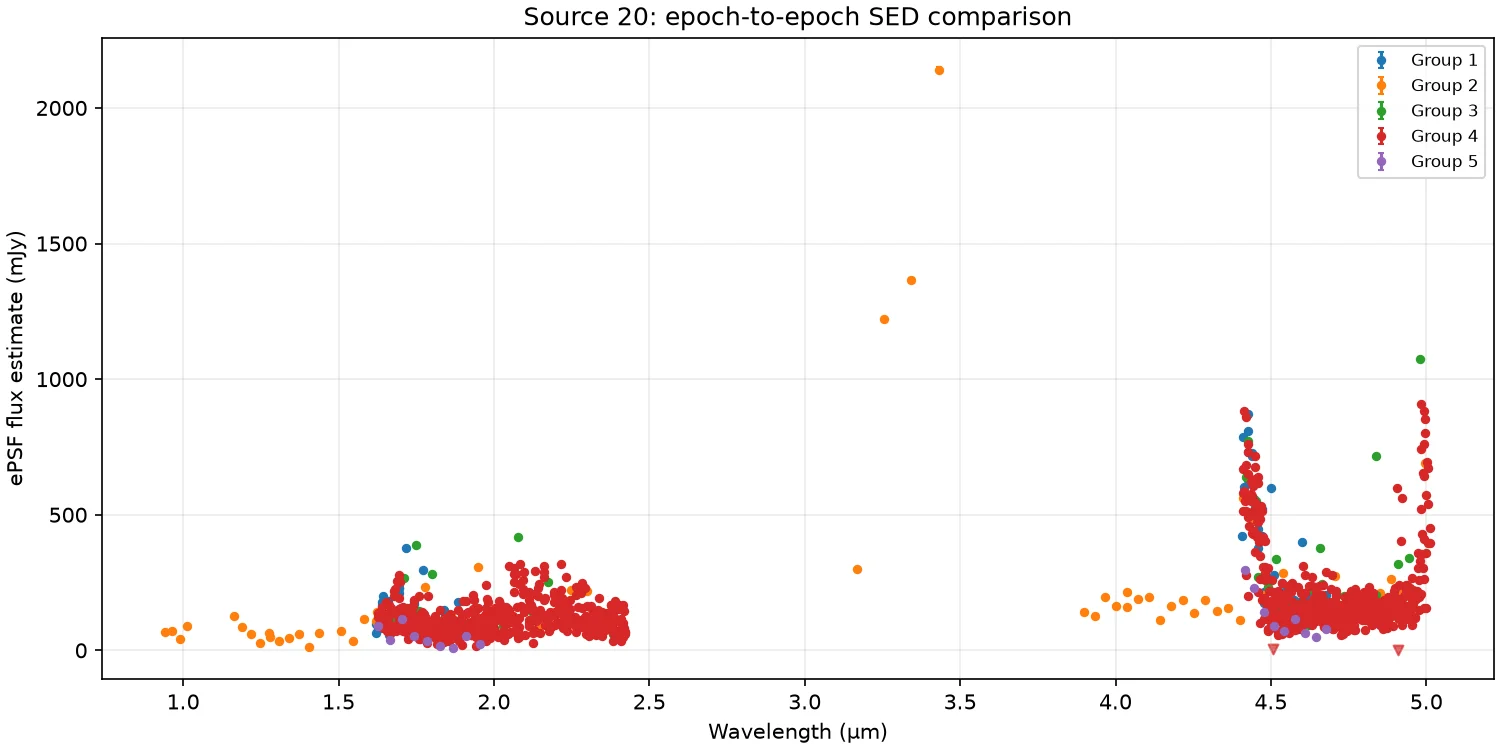 Source 20: epoch-to-epoch SED comparison
ePSF flux estimate (mJy)
2000
1500
1000
500
0
1.0 1.5 2.0 2.5 3.0 3.5 4.0 4.5 5.0
Wavelength (µm)
Group 1
Group 2
Group 3
Group 4
Group 5